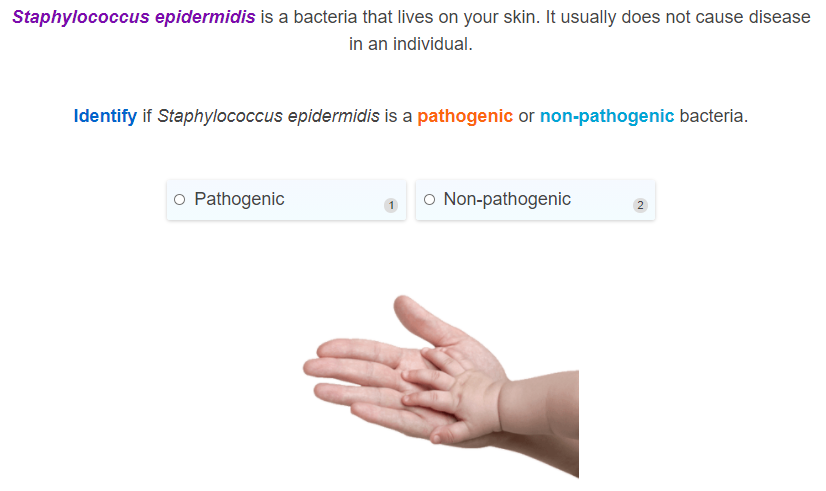 Staphylococcus epidermidis is a bacteria that lives on your skin. It usually does not cause disease
in an individual.
Identify if Staphylococcus epidermidis is a pathogenic or non-pathogenic bacteria.
Pathogenic 1
Non-pathogenic 2